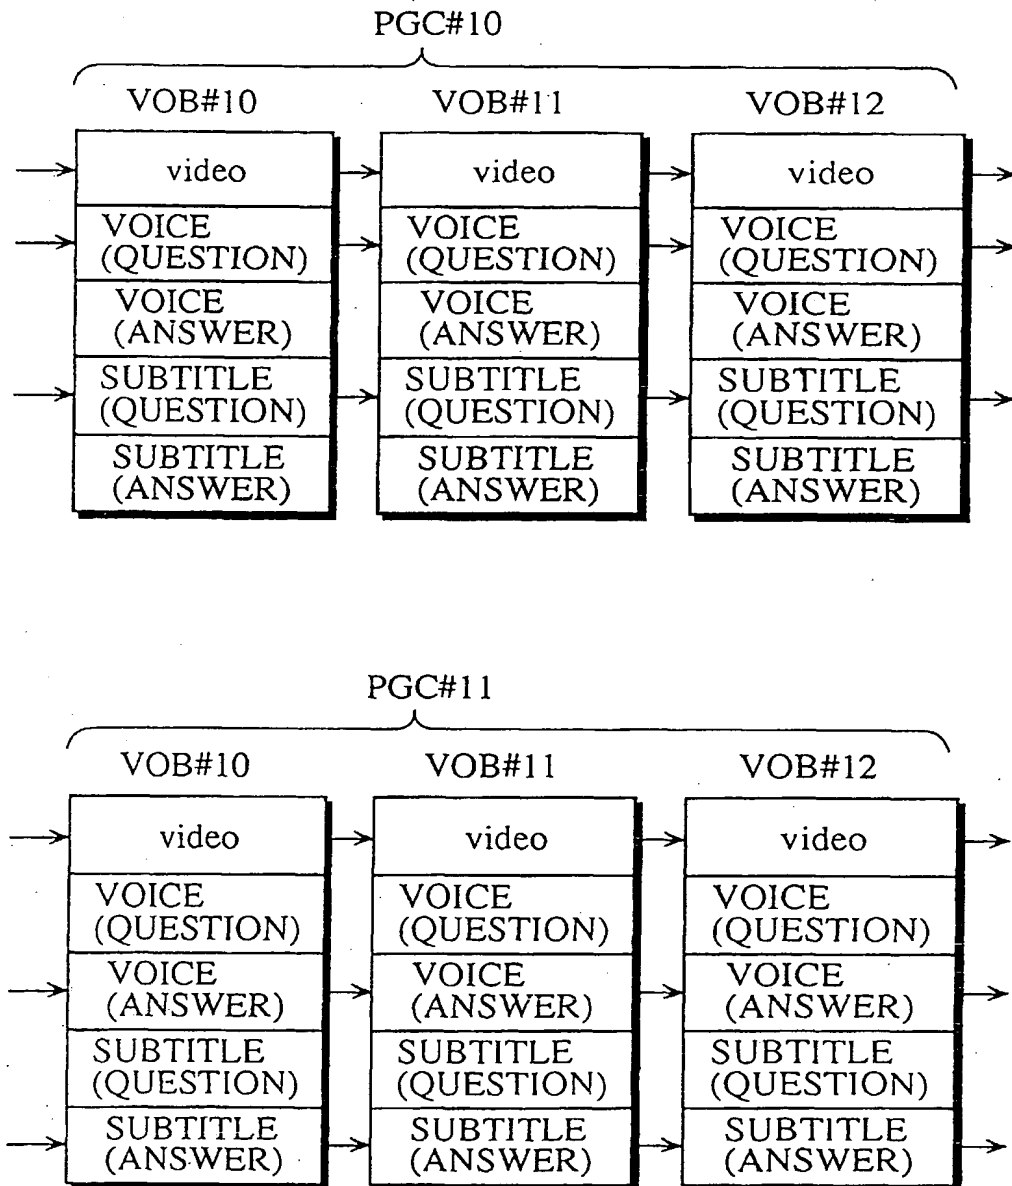 PGC#10
VOB#10 VOB#11 VOB#12
video video video
VOICE VOICE VOICE
(QUESTION) (QUESTION) (QUESTION)
VOICE VOICE VOICE
(ANSWER) (ANSWER) (ANSWER)
SUBTITLE SUBTITLE SUBTITLE
(QUESTION) (QUESTION) (QUESTION)
SUBTITLE SUBTITLE SUBTITLE
(ANSWER) (ANSWER) (ANSWER)
PGC#11
VOB#10 VOB#11 VOB#12
video video video
VOICE VOICE VOICE
(QUESTION) (QUESTION) (QUESTION)
VOICE VOICE VOICE
(ANSWER) (ANSWER) (ANSWER)
SUBTITLE SUBTITLE SUBTITLE
(QUESTION) (QUESTION) (QUESTION)
SUBTITLE SUBTITLE SUBTITLE
(ANSWER) (ANSWER) (ANSWER)